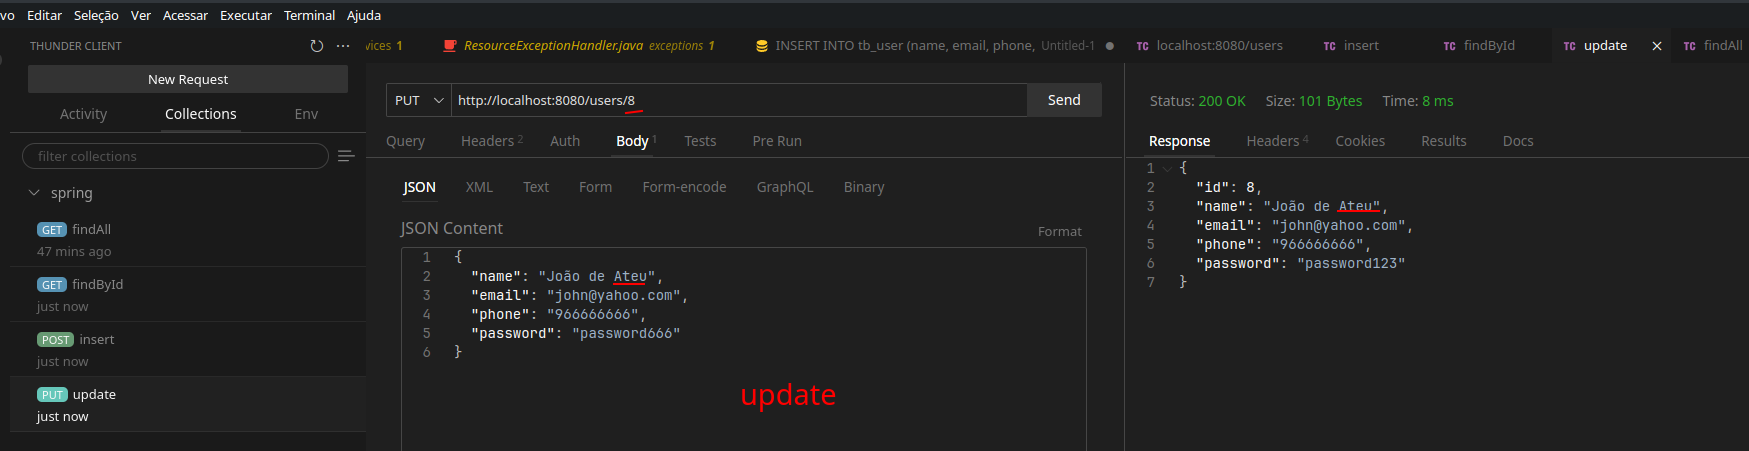 vo Editar Seleção Ver Acessar Executar Terminal Ajuda
THUNDER CLIENT
vices 1 ResourceExceptionHandler.java exceptions 1 INSERT INTO tb_user (name, email, phone, Untitled-1 TC localhost:8080/users TC insert TC findById TC update TC findAll
New Request
Activity Collections Env
filter collections
spring
GET findAll
47 mins ago
GET findById
just now
POST insert
just now
PUT update
just now
PUT http://localhost:8080/users/8 Send
Query Headers 2 Auth Body 1 Tests Pre Run
JSON XML Text Form Form-encode GraphQL Binary
JSON Content Format
1 {
2 "name": "João de Ateu",
3 "email": "john@yahoo.com",
4 "phone": "966666666",
5 "password": "password666"
6 }
update
Status: 200 OK Size: 101 Bytes Time: 8 ms
Response Headers 4 Cookies Results Docs
1 {
2 "id": 8,
3 "name": "João de Ateu",
4 "email": "john@yahoo.com",
5 "phone": "966666666",
6 "password": "password123"
7 }